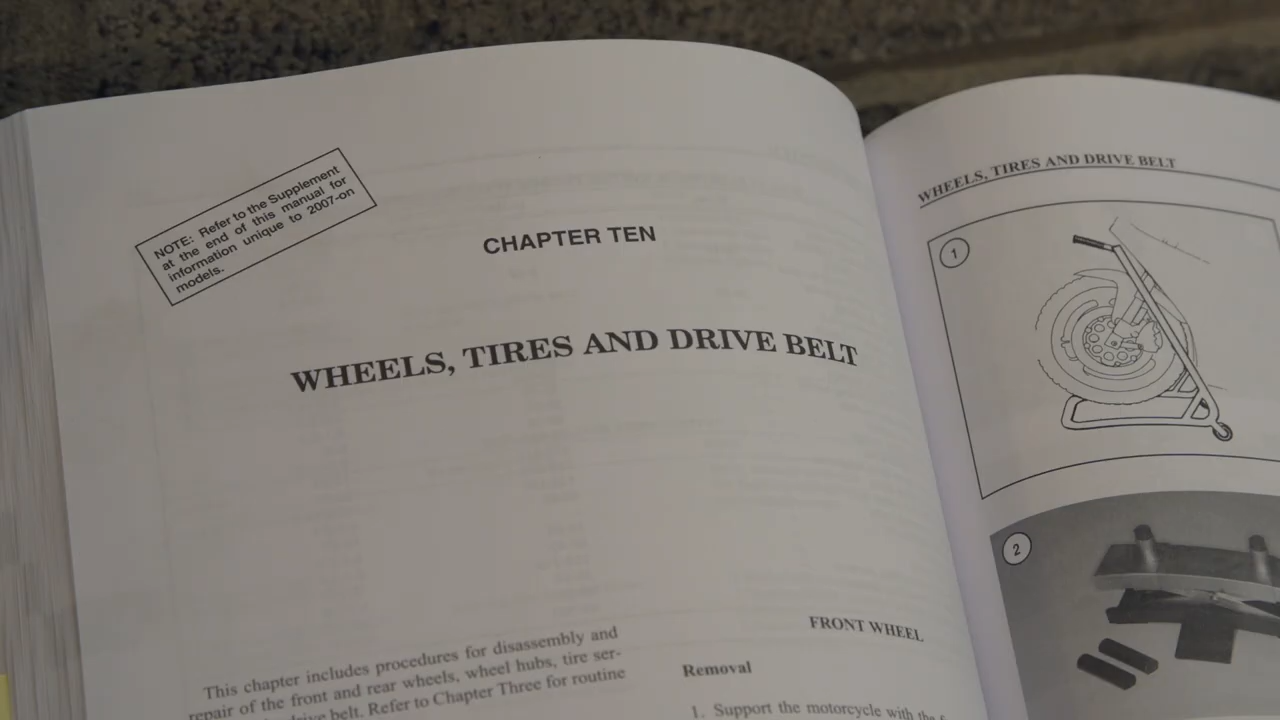 NOTE: Refer to the Supplement
at the end of this manual for
information unique to 2007-on
models.
CHAPTER TEN
WHEELS, TIRES AND DRIVE BELT
This chapter includes procedures for disassembly and
repair of the front and rear wheels, wheel hubs, tire ser-
drive belt. Refer to Chapter Three for routine
FRONT WHEEL
Removal
1. Support the motorcycle with the
WHEELS, TIRES AND DRIVE BELT
1
2